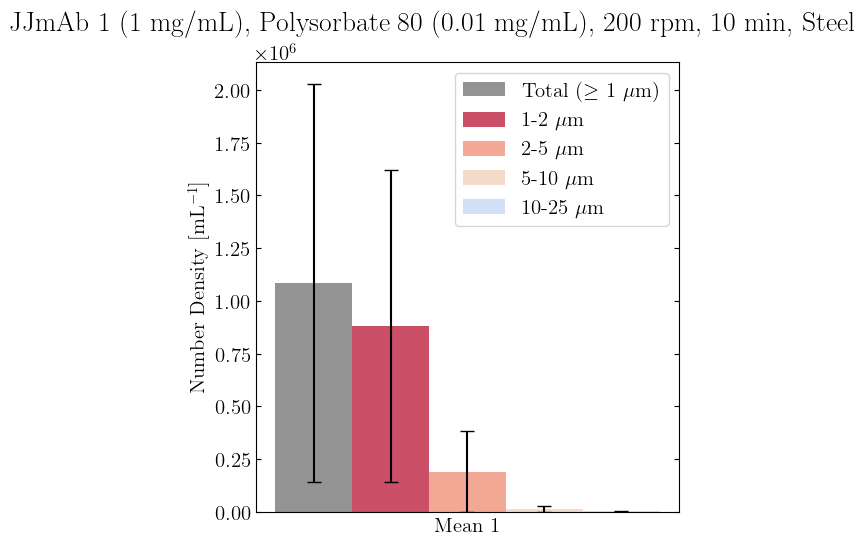 JJmAb 1 (1 mg/mL), Polysorbate 80 (0.01 mg/mL), 200 rpm, 10 min, Steel
×10⁶
2.00
1.75
1.50
1.25
1.00
0.75
0.50
0.25
0.00
Number Density [mL⁻¹]
Total (≥ 1 μm)
1-2 μm
2-5 μm
5-10 μm
10-25 μm
Mean 1